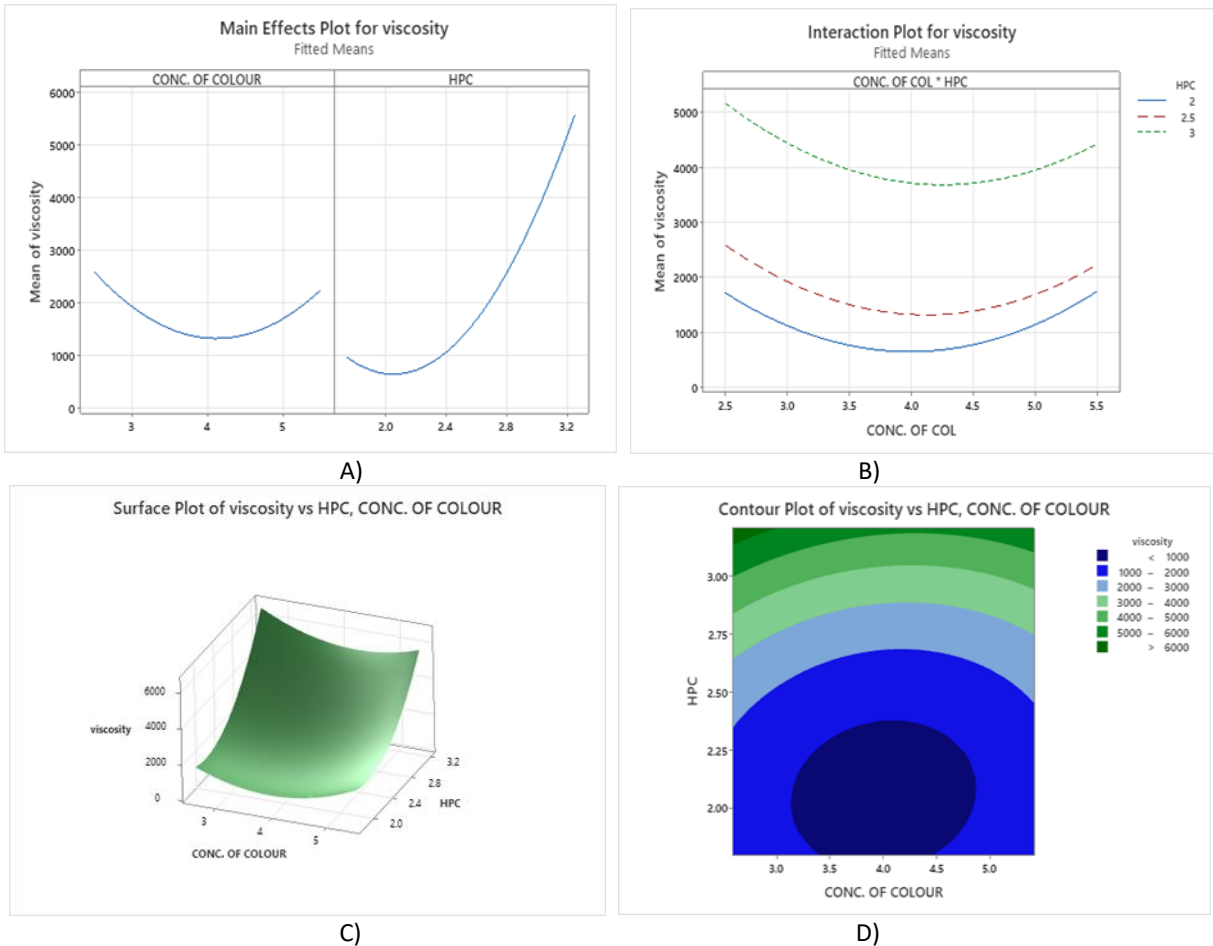 Main Effects Plot for viscosity
Fitted Means
CONC. OF COLOUR HPC
6000
5000
4000
3000
2000
1000
0
Mean of viscosity
3 4 5 2.0 2.4 2.8 3.2
A)
Interaction Plot for viscosity
Fitted Means
CONC. OF COL * HPC
HPC
2
2.5
3
5000
4000
3000
2000
1000
0
Mean of viscosity
2.5 3.0 3.5 4.0 4.5 5.0 5.5
CONC. OF COL
B)
Surface Plot of viscosity vs HPC, CONC. OF COLOUR
6000
4000
2000
0
viscosity
3 4 5
CONC. OF COLOUR
3.2
2.8
2.4
2.0
HPC
C)
Contour Plot of viscosity vs HPC, CONC. OF COLOUR
viscosity
< 1000
1000 – 2000
2000 – 3000
3000 – 4000
4000 – 5000
5000 – 6000
> 6000
3.00
2.75
2.50
2.25
2.00
HPC
3.0 3.5 4.0 4.5 5.0
CONC. OF COLOUR
D)